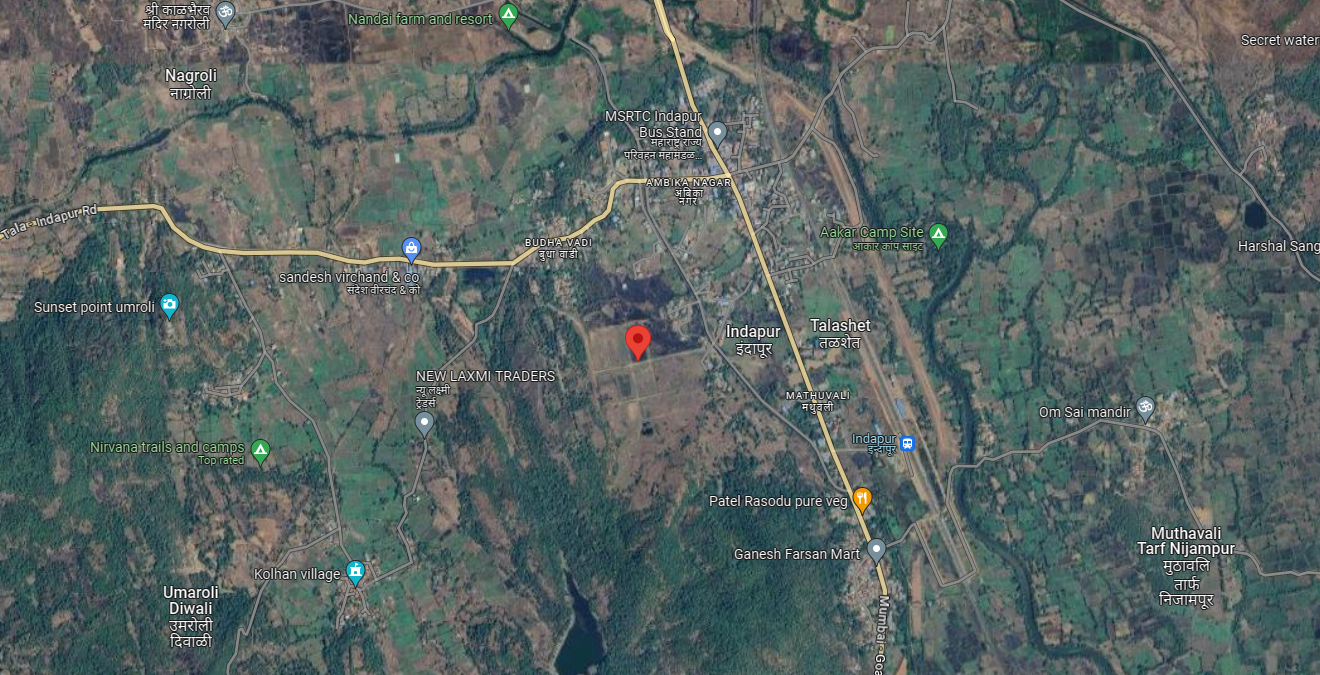 श्री काळभैरव
मंदिर नगरोली
Nandai farm and resort
Secret water
Nagroli
नाग्रोली
MSRTC Indapur
Bus Stand
महाराष्ट्र राज्य
परिवहन महामंडळ...
AMBIKA NAGAR
अंबिका
नगर
Tala - Indapur Rd
BUDHA VADI
बुधा वाडी
Aakar Camp Site
आकार कॅंप साइट
Harshal Sang
sandesh virchand & co
संदेश वीरचंद & को
Sunset point umroli
Indapur
इंदापूर
Talashet
तळशेत
NEW LAXMI TRADERS
न्यू लक्ष्मी
ट्रेडर्स
MATHUVALI
मथुवली
Om Sai mandir
Indapur
इन्दापूर
Nirvana trails and camps
Top rated
Patel Rasodu pure veg
Ganesh Farsan Mart
Muthavali
Tarf Nijampur
मुठावलि
तार्फ
निजामपूर
Kolhan village
Umaroli
Diwali
उमरोली
दिवाळी
Mumbai - Goa